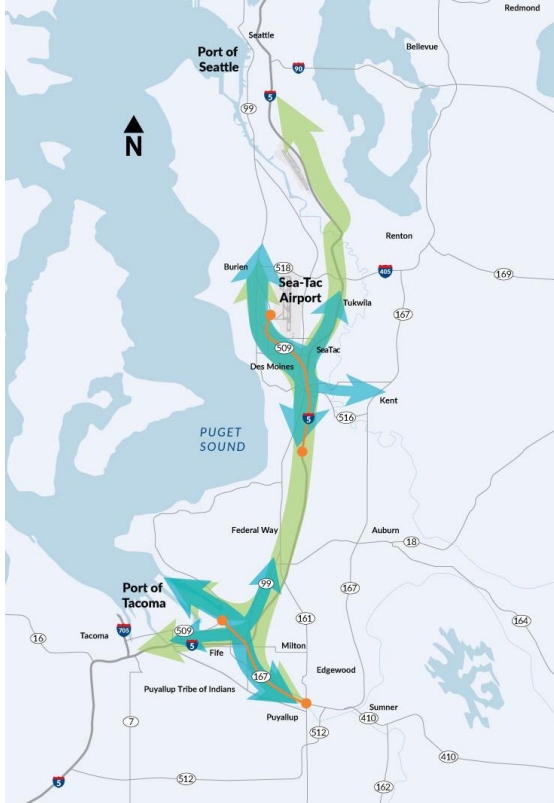 Redmond
Seattle
Port of
Seattle
Bellevue
90
5
99
N
Renton
Burien
518
405
169
Sea-Tac
Airport
Tukwila
167
509
SeaTac
Des Moines
Kent
5
516
PUGET
SOUND
Federal Way
Auburn
18
Port of
Tacoma
99
167
161
164
705
509
16
Tacoma
5
Milton
Fife
Edgewood
167
Puyallup Tribe of Indians
Sumner
Puyallup
7
410
512
410
512
5
162